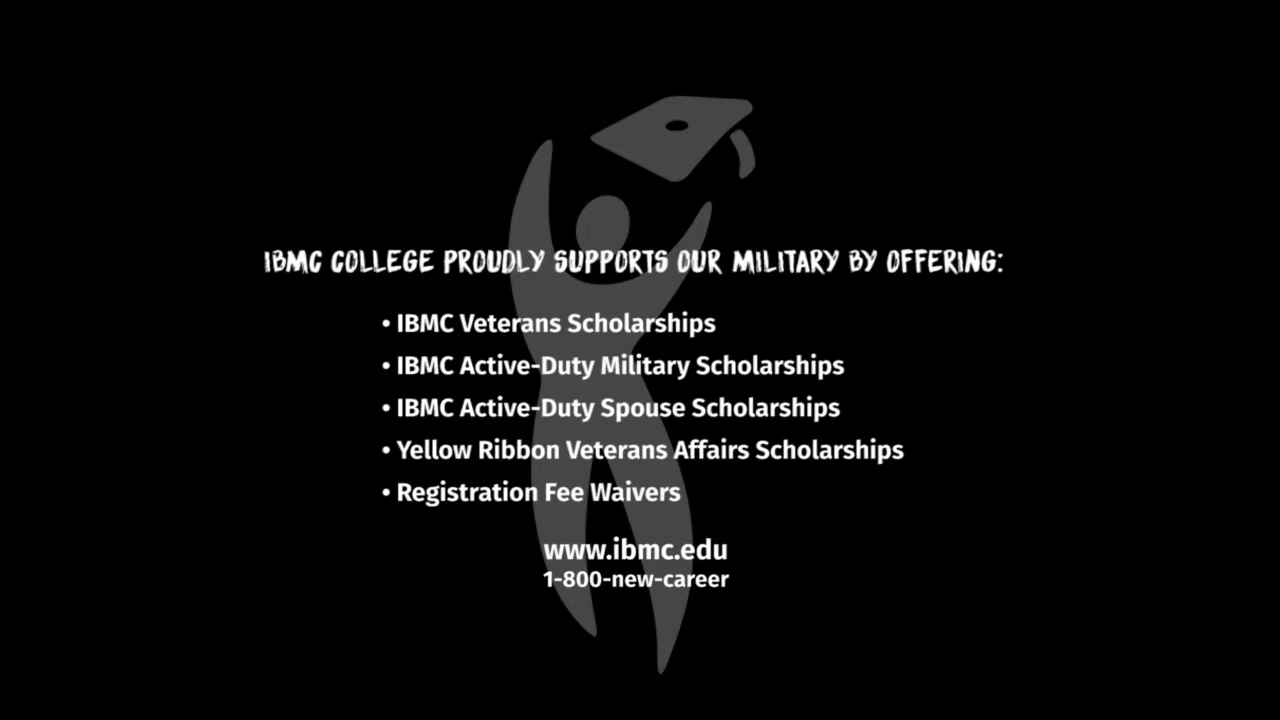 IBMC COLLEGE PROUDLY SUPPORTS OUR MILITARY BY OFFERING:
• IBMC Veterans Scholarships
• IBMC Active-Duty Military Scholarships
• IBMC Active-Duty Spouse Scholarships
• Yellow Ribbon Veterans Affairs Scholarships
• Registration Fee Waivers
www.ibmc.edu
1-800-new-career